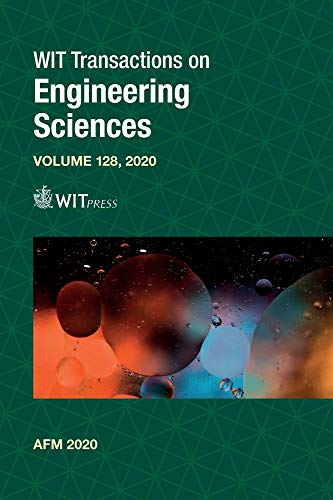 WIT Transactions on
Engineering
Sciences
VOLUME 128, 2020
WITPRESS
AFM 2020